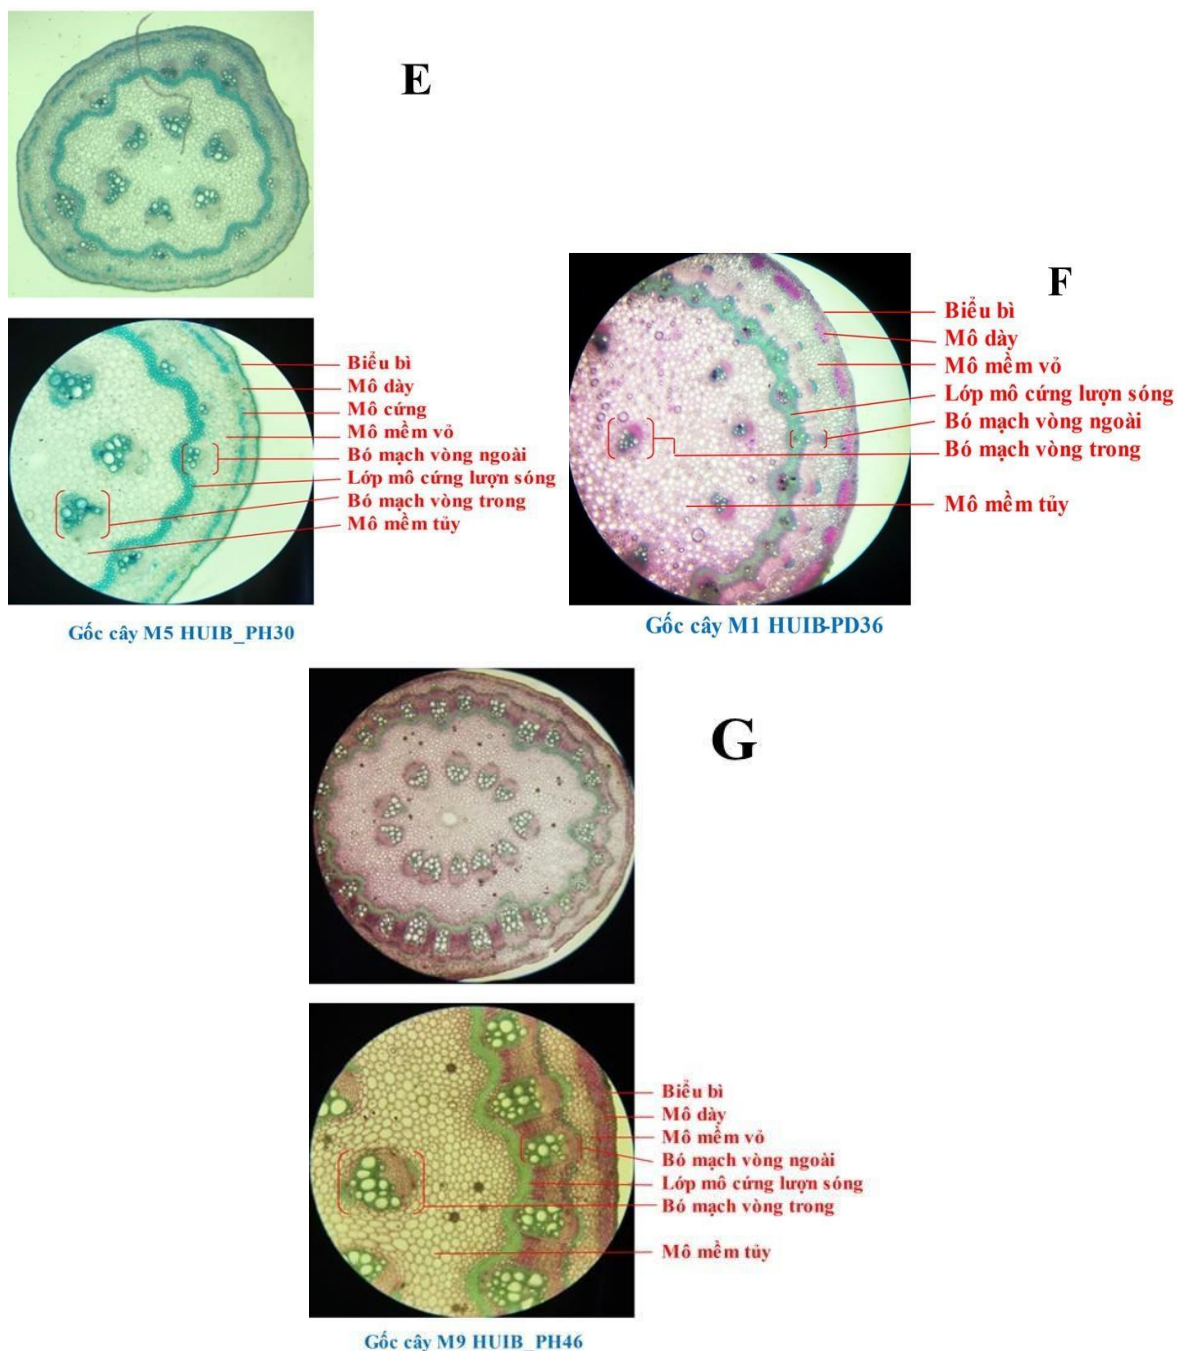 E
Biểu bì
Mô dày
Mô cứng
Mô mềm vỏ
Bó mạch vòng ngoài
Lớp mô cứng lượn sóng
Bó mạch vòng trong
Mô mềm tủy
Gốc cây M5 HUIB_PH30
F
Biểu bì
Mô dày
Mô mềm vỏ
Lớp mô cứng lượn sóng
Bó mạch vòng ngoài
Bó mạch vòng trong
Mô mềm tủy
Gốc cây M1 HUIB-PD36
G
Biểu bì
Mô dày
Mô mềm vỏ
Bó mạch vòng ngoài
Lớp mô cứng lượn sóng
Bó mạch vòng trong
Mô mềm tủy
Gốc cây M9 HUIB_PH46